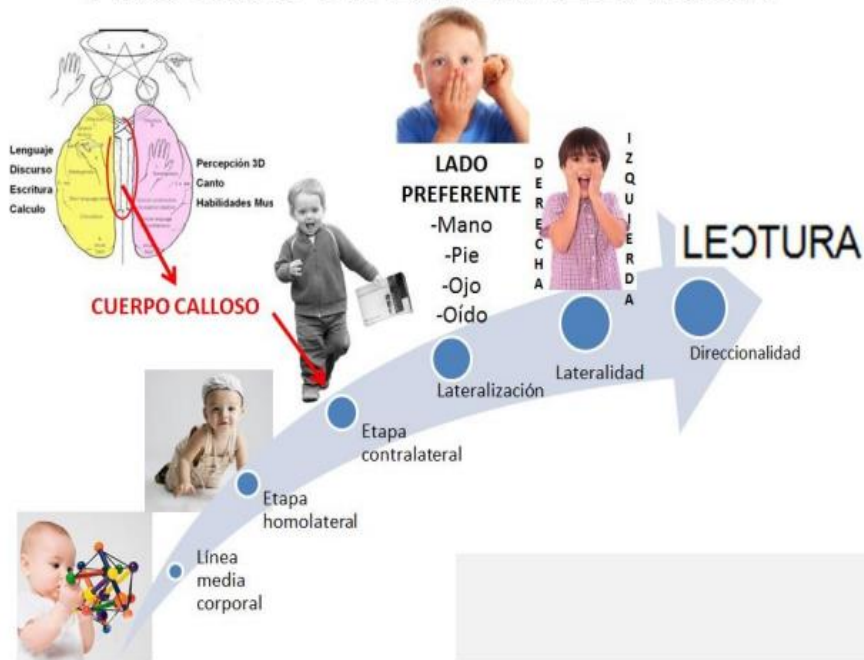 Lenguaje
Discurso
Escritura
Calculo
Percepción 3D
Canto
Habilidades Mus
CUERPO CALLOSO
LADO
PREFERENTE
-Mano
-Pie
-Ojo
-Oído
DERECHA
IZQUIERDA
LECTURA
Línea
media
corporal
Etapa
homolateral
Etapa
contralateral
Lateralización
Lateralidad
Direccionalidad